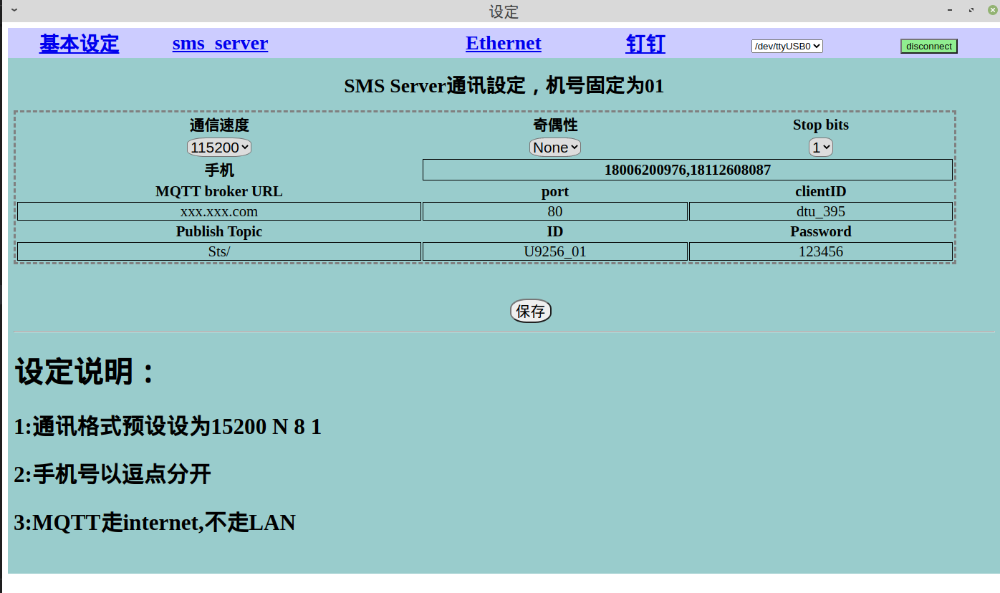 设定
基本设定 sms_server Ethernet 钉钉 /dev/ttyUSB0 disconnect
SMS Server通讯設定，机号固定为01
通信速度 奇偶性 Stop bits
115200 None 1
手机 18006200976,18112608087
MQTT broker URL port clientID
xxx.xxx.com 80 dtu_395
Publish Topic ID Password
Sts/ U9256_01 123456
保存
设定说明：
1:通讯格式预设设为15200 N 8 1
2:手机号以逗点分开
3:MQTT走internet,不走LAN